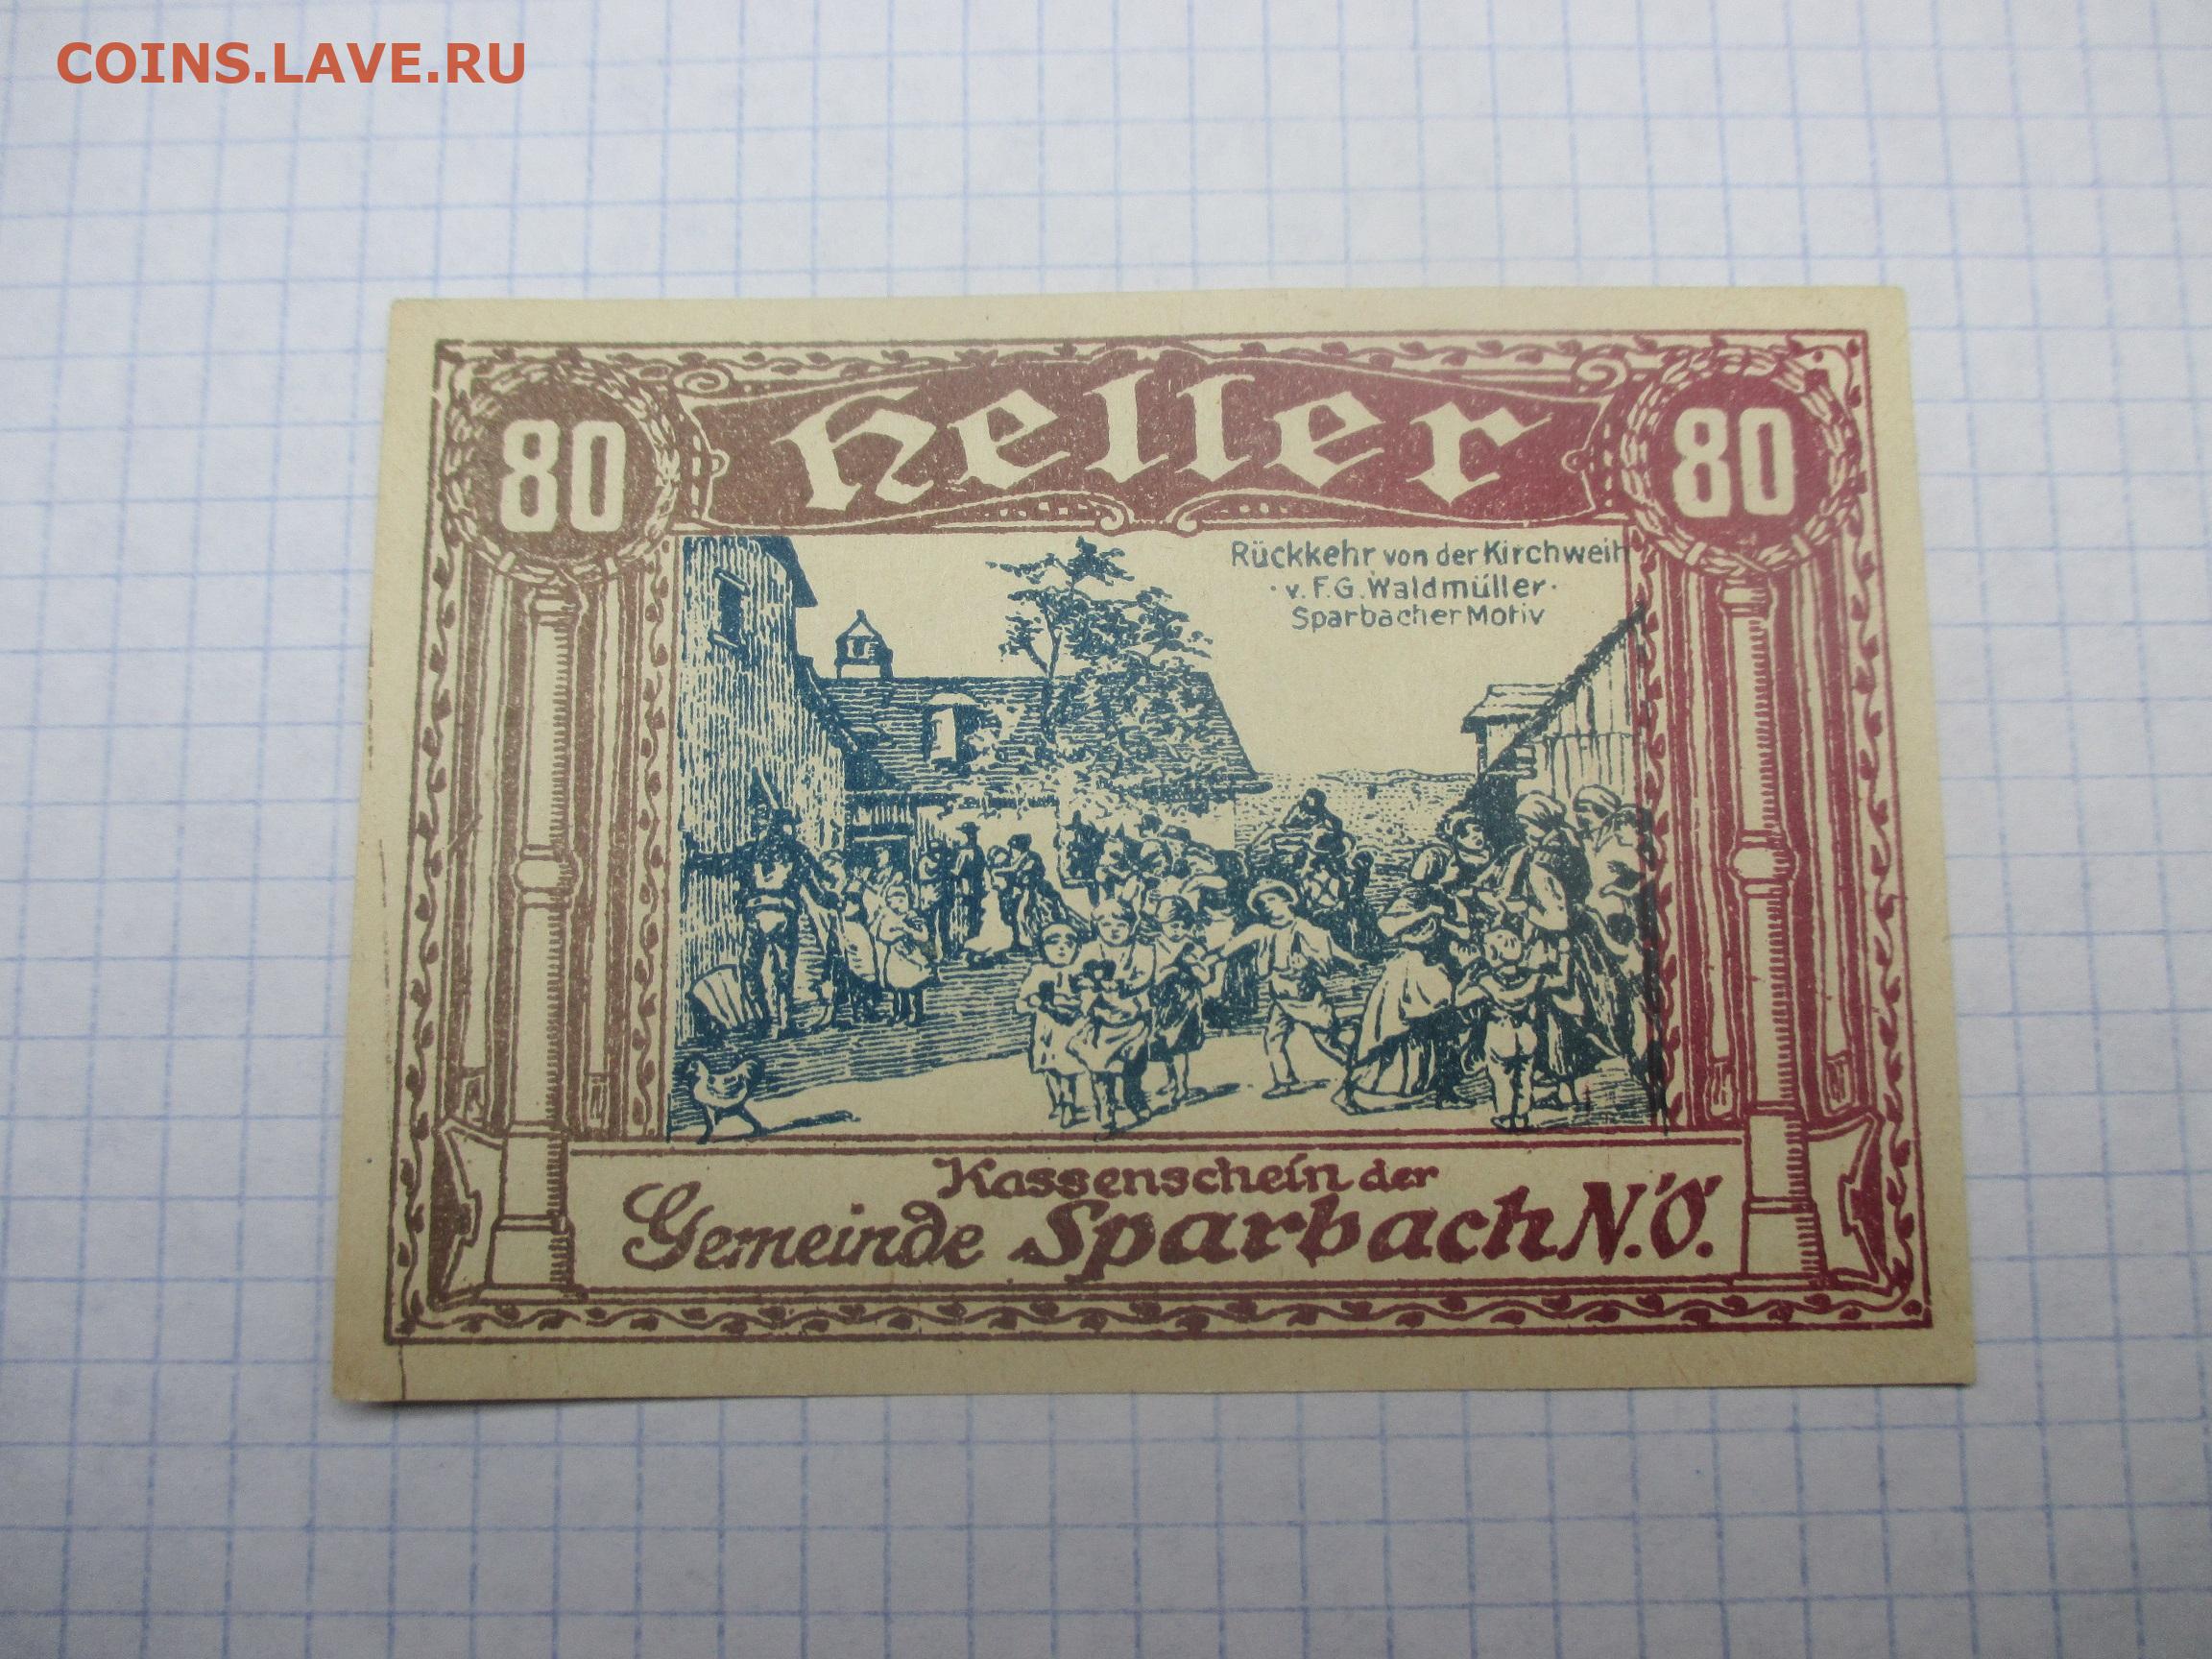 COINS.LAVE.RU
80 Heller 80
Rückkehr von der Kirchweih
· v. F. G. Waldmüller ·
Sparbacher Motiv
Kassenschein der
Gemeinde Sparbach N.Ö.